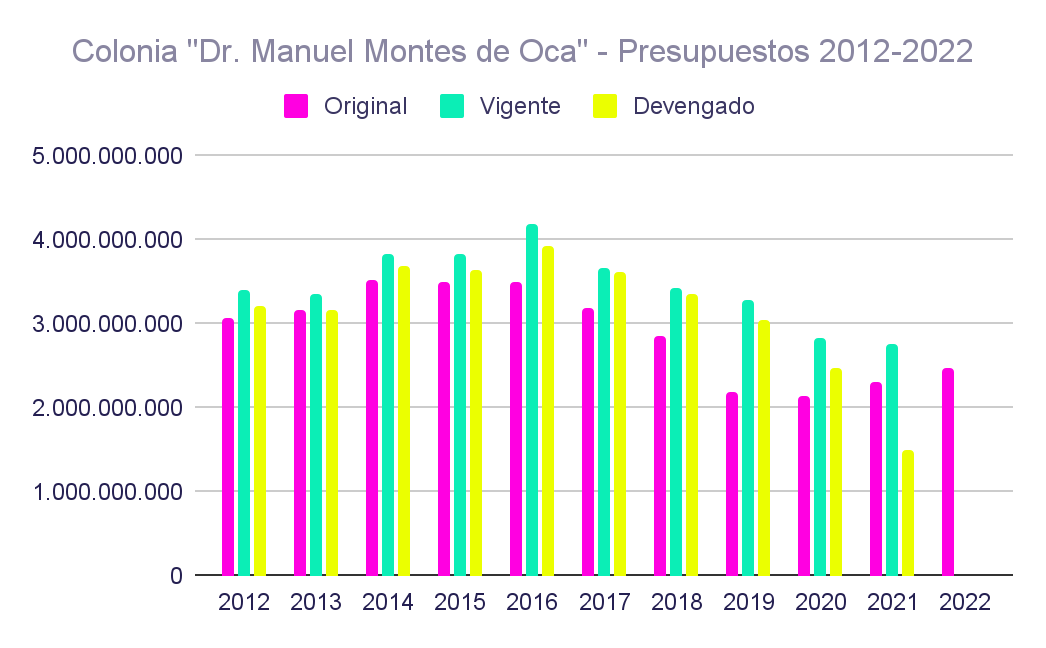 Colonia "Dr. Manuel Montes de Oca" - Presupuestos 2012-2022
Original Vigente Devengado
5.000.000.000
4.000.000.000
3.000.000.000
2.000.000.000
1.000.000.000
0
2012 2013 2014 2015 2016 2017 2018 2019 2020 2021 2022